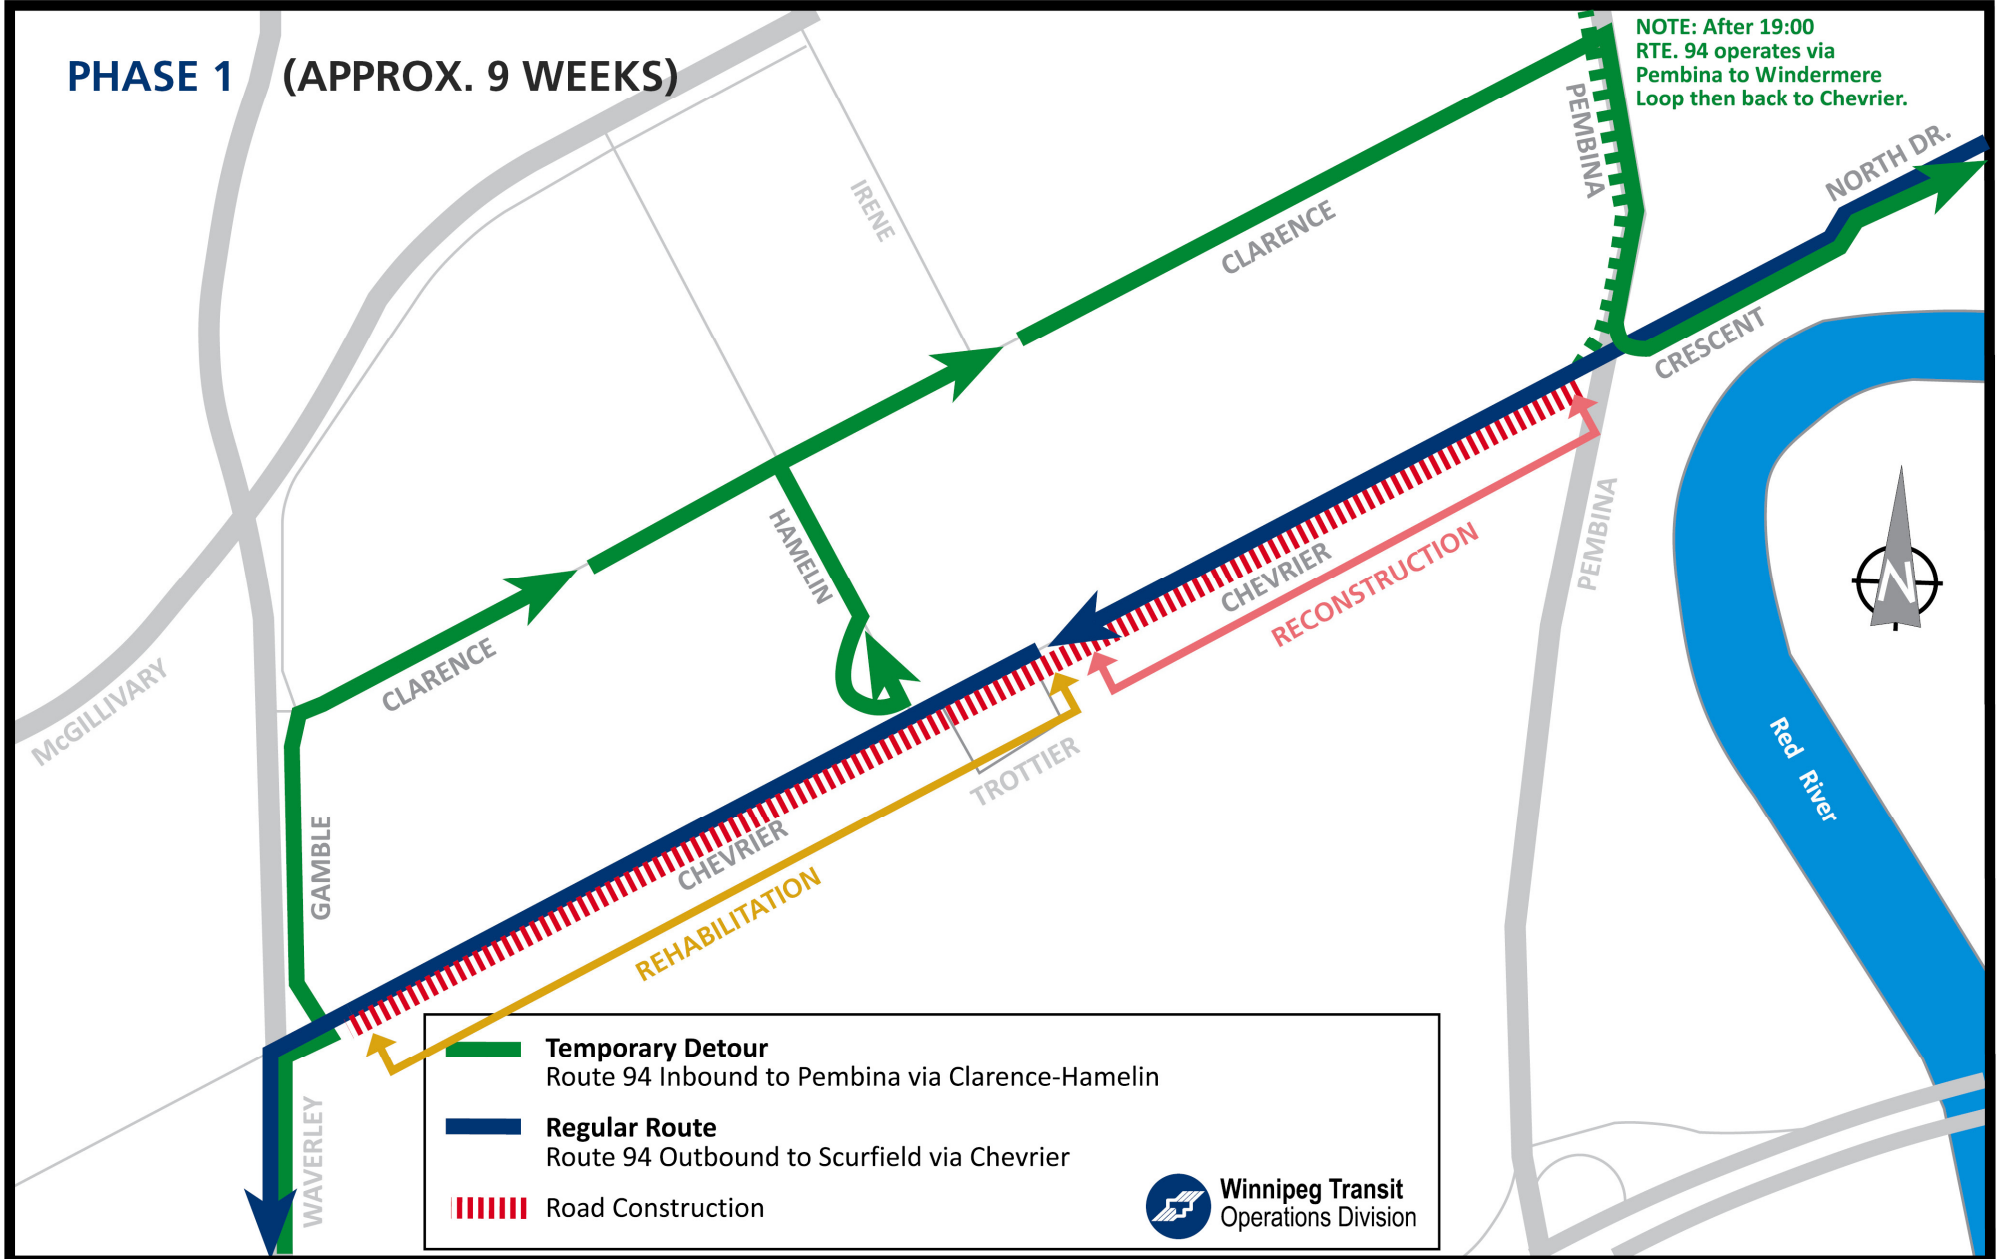 PHASE 1 (APPROX. 9 WEEKS)
NOTE: After 19:00
RTE. 94 operates via
Pembina to Windermere
Loop then back to Chevrier.
PEMBINA
NORTH DR.
IRENE
CLARENCE
CRESCENT
HAMELIN
PEMBINA
CHEVRIER
RECONSTRUCTION
N
CLARENCE
McGILLIVARY
TROTTIER
Red River
GAMBLE
CHEVRIER
REHABILITATION
WAVERLEY
Temporary Detour
Route 94 Inbound to Pembina via Clarence-Hamelin
Regular Route
Route 94 Outbound to Scurfield via Chevrier
Road Construction
Winnipeg Transit
Operations Division